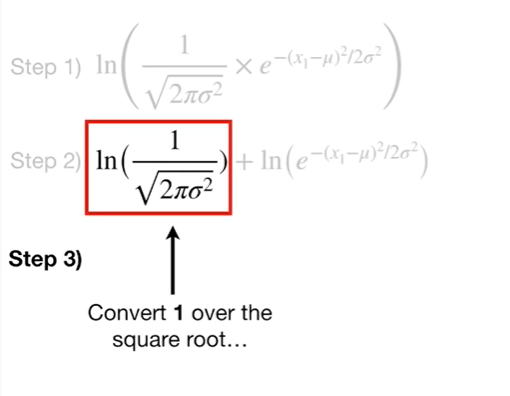 Step 1) ln(1/√2πσ² × e^−(x₁−μ)²/2σ²)
Step 2) ln(1/√2πσ²) + ln(e^−(x₁−μ)²/2σ²)
Step 3)
Convert 1 over the
square root…